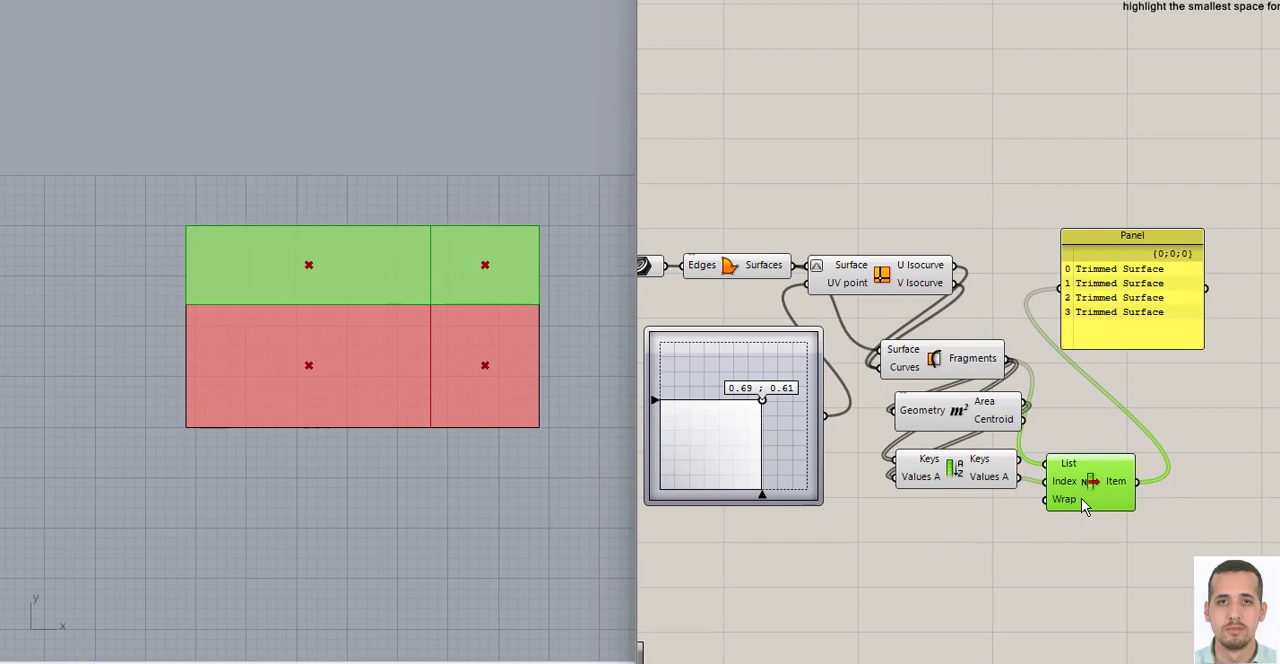 highlight the smallest space for
Panel
{0;0;0}
0 Trimmed Surface
1 Trimmed Surface
2 Trimmed Surface
3 Trimmed Surface
Edges Surfaces
Surface U Isocurve
UV point V Isocurve
Surface Fragments
Curves
0.69 ; 0.61
Geometry m² Area
Centroid
Keys Keys
Values A A Z Values A
List
Index N Item
Wrap
y
x